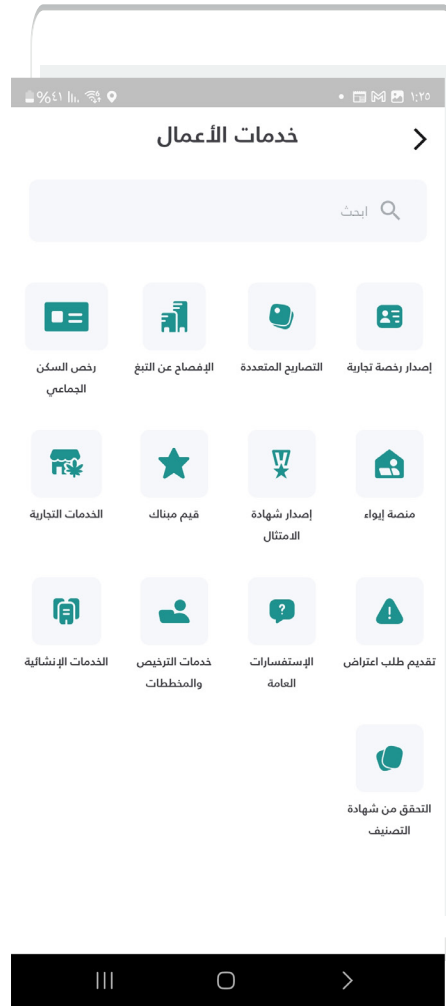 ١:٢٥
%٤١
خدمات الأعمال
ابحث
إصدار رخصة تجارية
التصاريح المتعددة
الإفصاح عن التبغ
رخص السكن
الجماعي
منصة إيواء
إصدار شهادة
الامتثال
قيم مبناك
الخدمات التجارية
تقديم طلب اعتراض
الإستفسارات
العامة
خدمات الترخيص
والمخططات
الخدمات الإنشائية
التحقق من شهادة
التصنيف